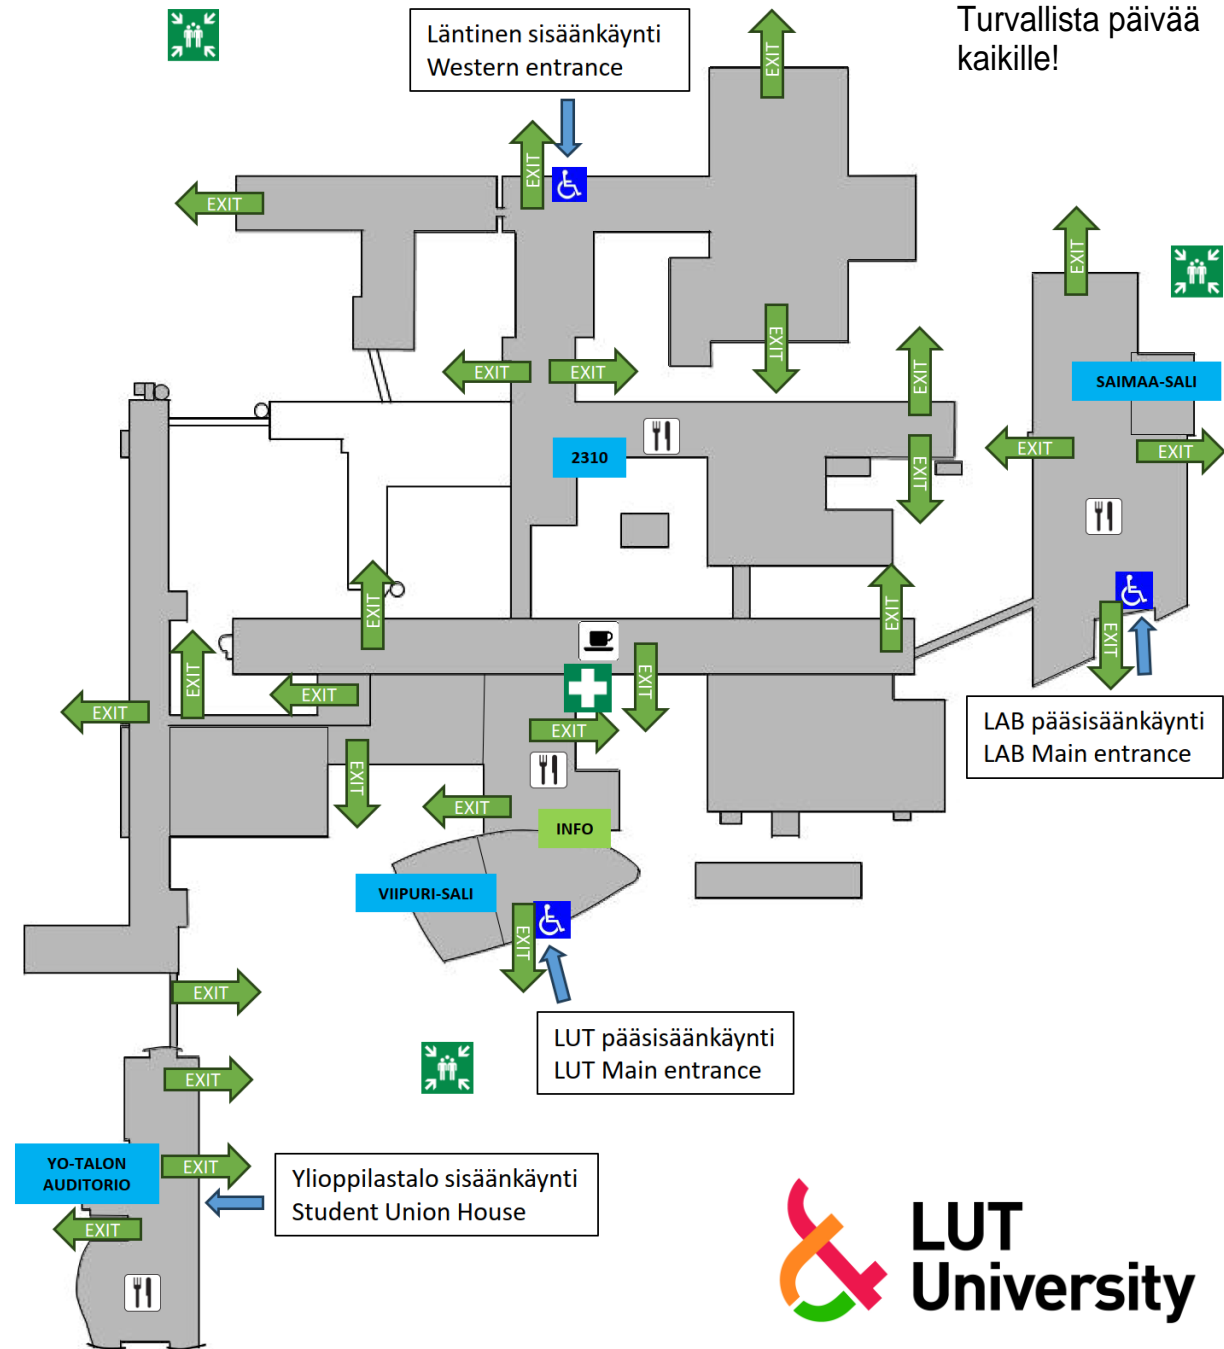 Turvallista päivää
kaikille!
Läntinen sisäänkäynti
Western entrance
EXIT
EXIT
EXIT
EXIT
EXIT
EXIT
EXIT
EXIT
EXIT
SAIMAA-SALI
EXIT
EXIT
2310
EXIT
EXIT
EXIT
EXIT
EXIT
EXIT
EXIT
EXIT
LAB pääsisäänkäynti
LAB Main entrance
EXIT
EXIT
EXIT
EXIT
INFO
VIIPURI-SALI
EXIT
EXIT
LUT pääsisäänkäynti
LUT Main entrance
EXIT
YO-TALON
AUDITORIO
EXIT
Ylioppilastalo sisäänkäynti
Student Union House
EXIT
LUT
University